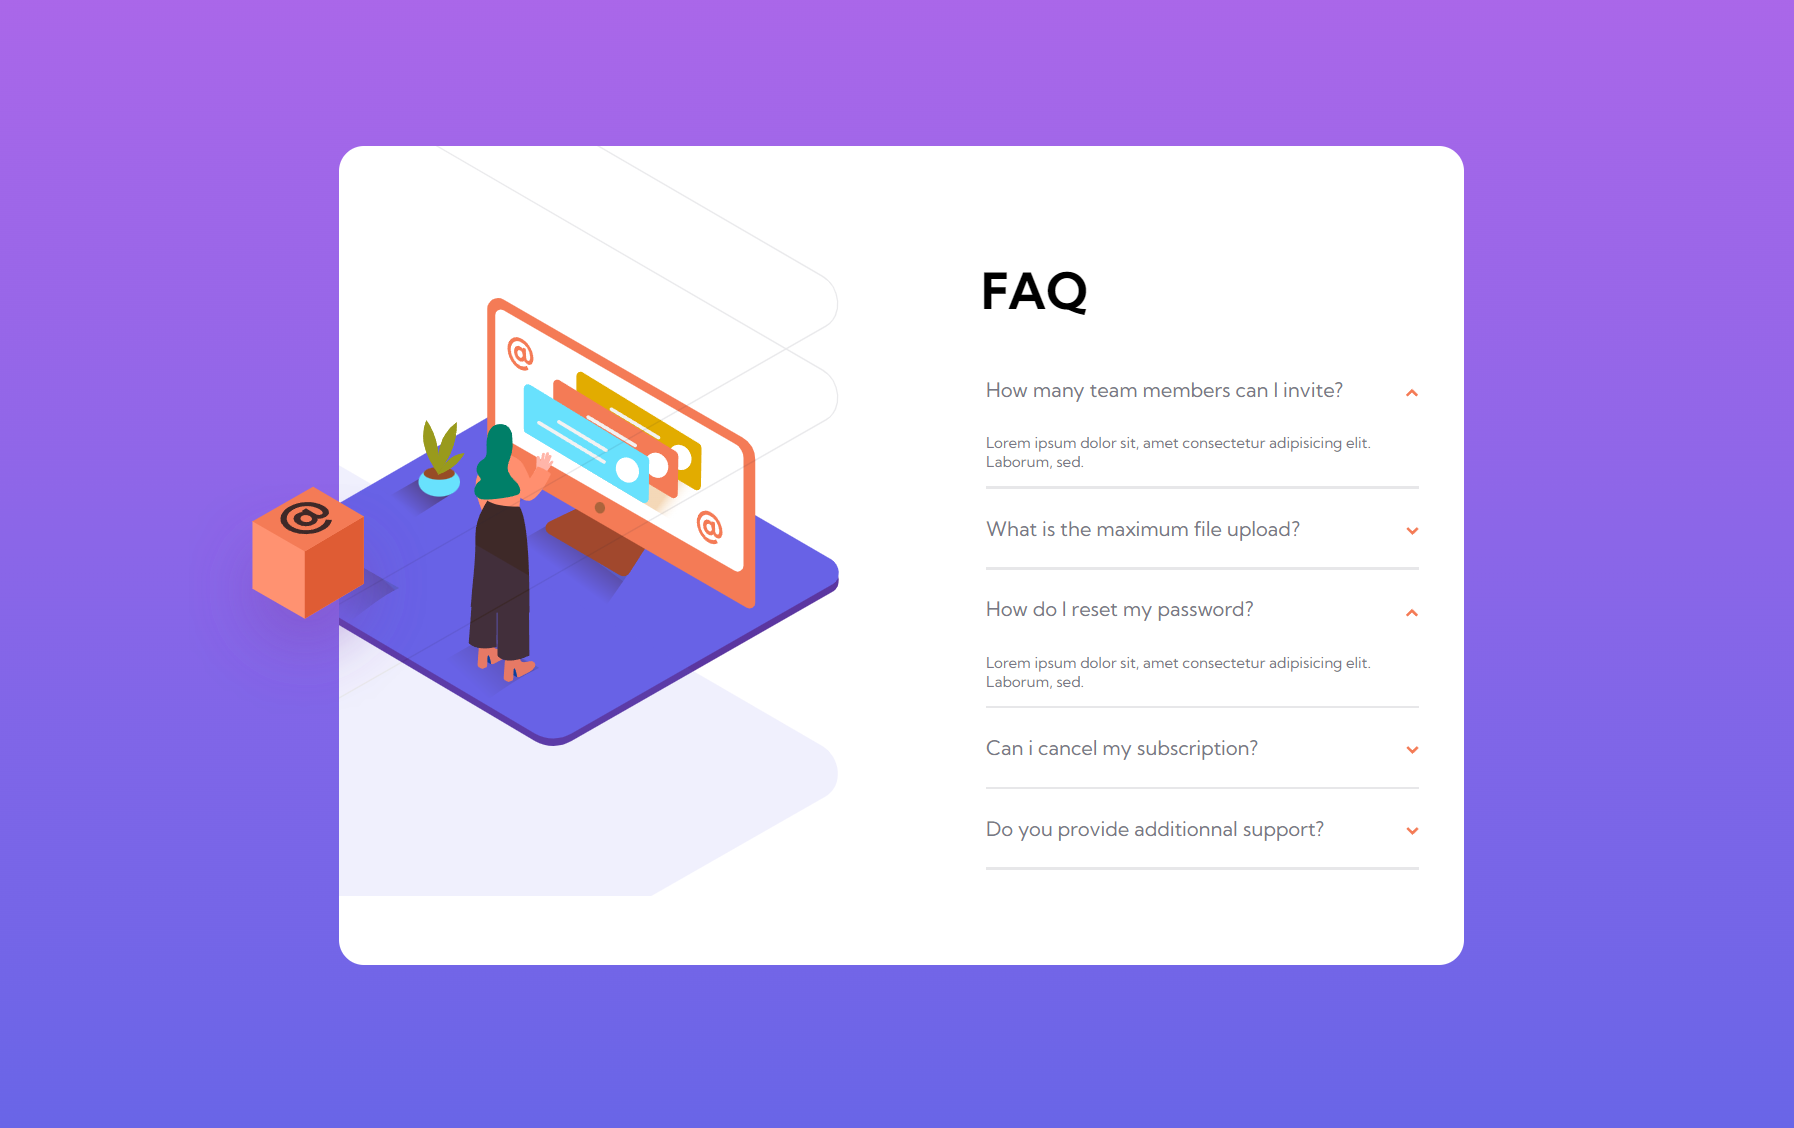 FAQ
How many team members can I invite?
Lorem ipsum dolor sit, amet consectetur adipisicing elit.
Laborum, sed.
What is the maximum file upload?
How do I reset my password?
Lorem ipsum dolor sit, amet consectetur adipisicing elit.
Laborum, sed.
Can i cancel my subscription?
Do you provide additionnal support?
@
@
@